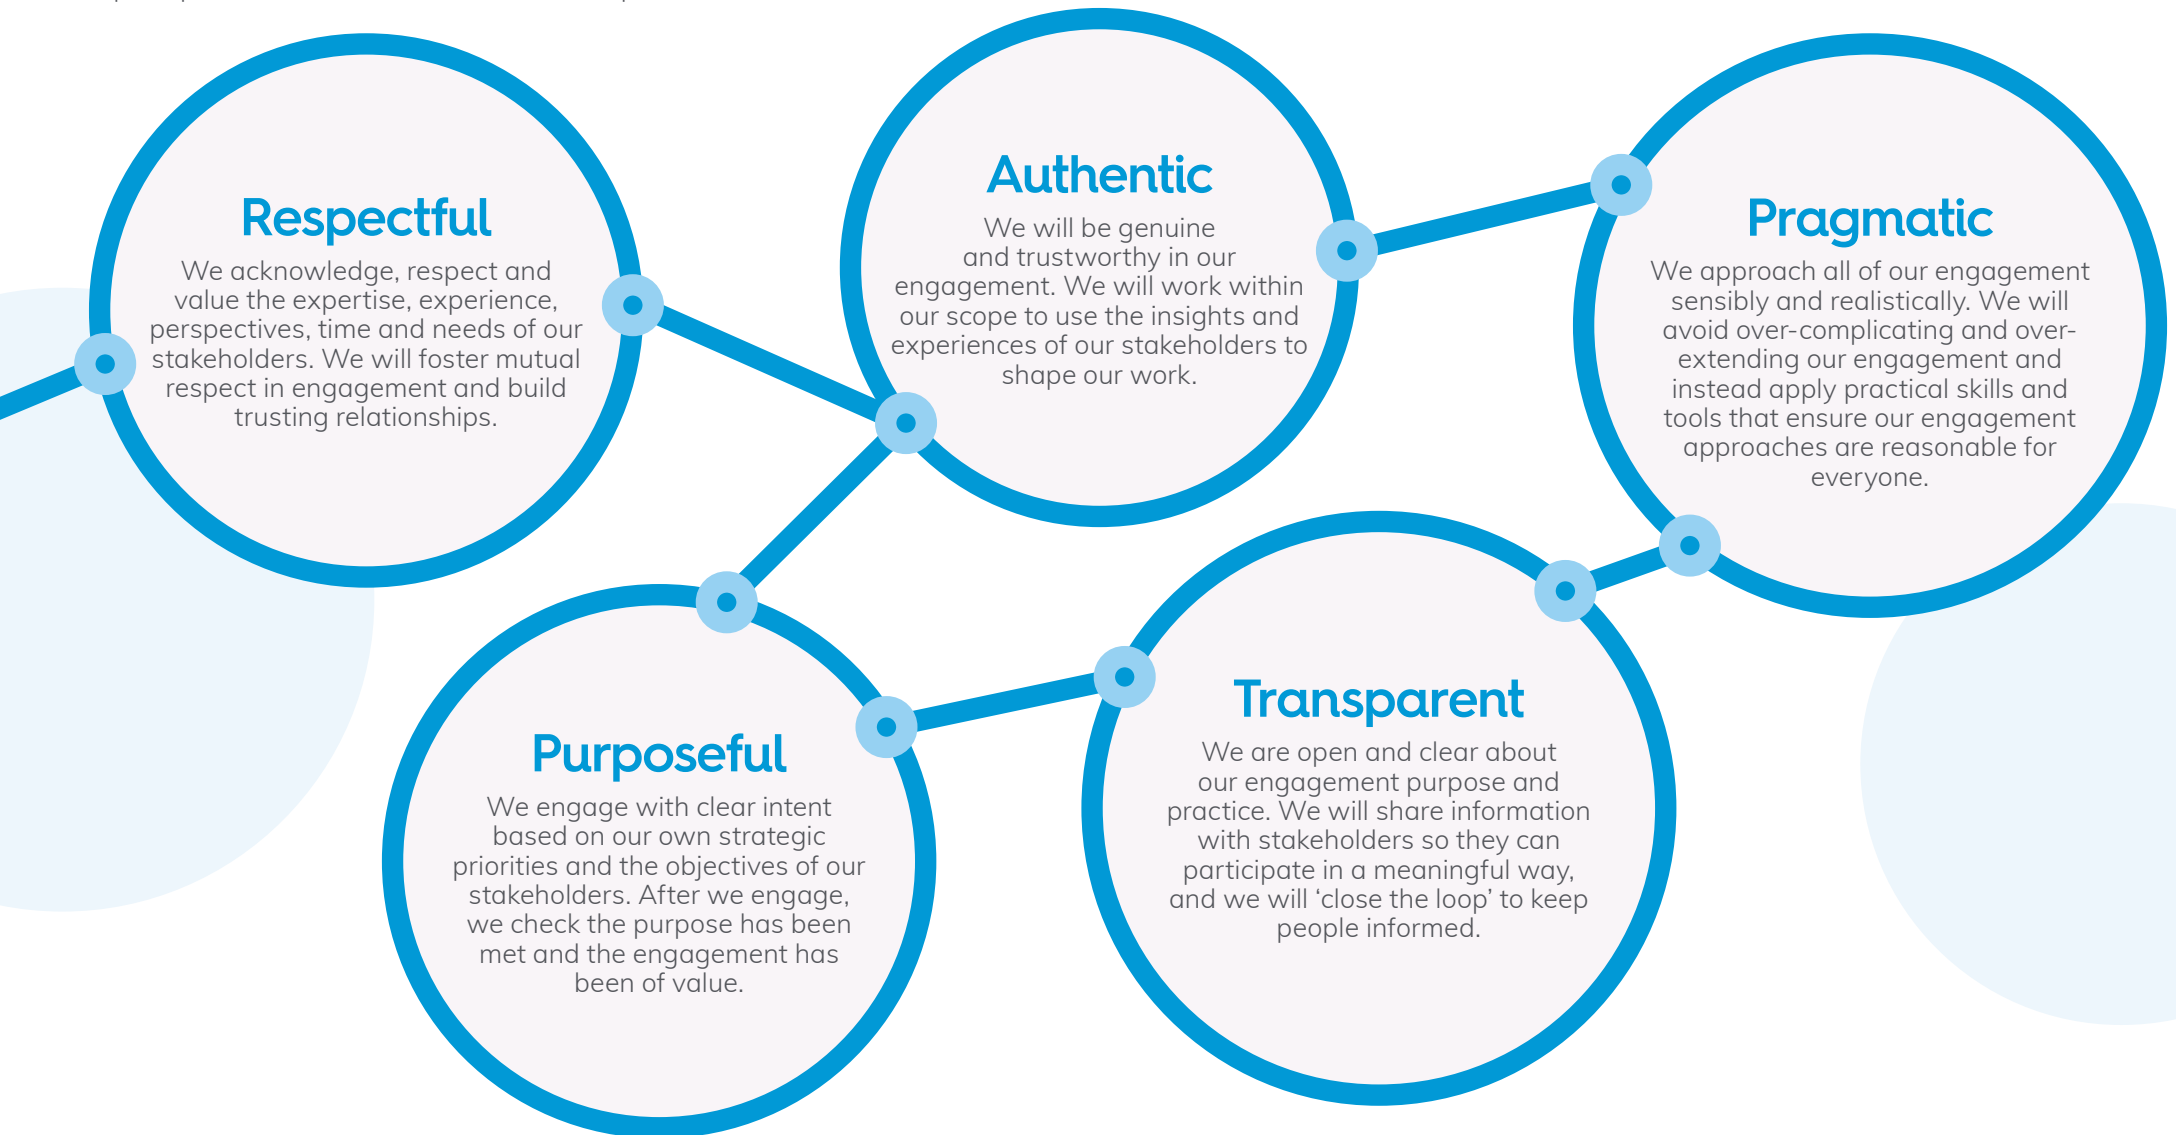 Respectful
We acknowledge, respect and
value the expertise, experience,
perspectives, time and needs of our
stakeholders. We will foster mutual
respect in engagement and build
trusting relationships.
Authentic
We will be genuine
and trustworthy in our
engagement. We will work within
our scope to use the insights and
experiences of our stakeholders to
shape our work.
Pragmatic
We approach all of our engagement
sensibly and realistically. We will
avoid over-complicating and over-
extending our engagement and
instead apply practical skills and
tools that ensure our engagement
approaches are reasonable for
everyone.
Purposeful
We engage with clear intent
based on our own strategic
priorities and the objectives of our
stakeholders. After we engage,
we check the purpose has been
met and the engagement has
been of value.
Transparent
We are open and clear about
our engagement purpose and
practice. We will share information
with stakeholders so they can
participate in a meaningful way,
and we will ‘close the loop’ to keep
people informed.